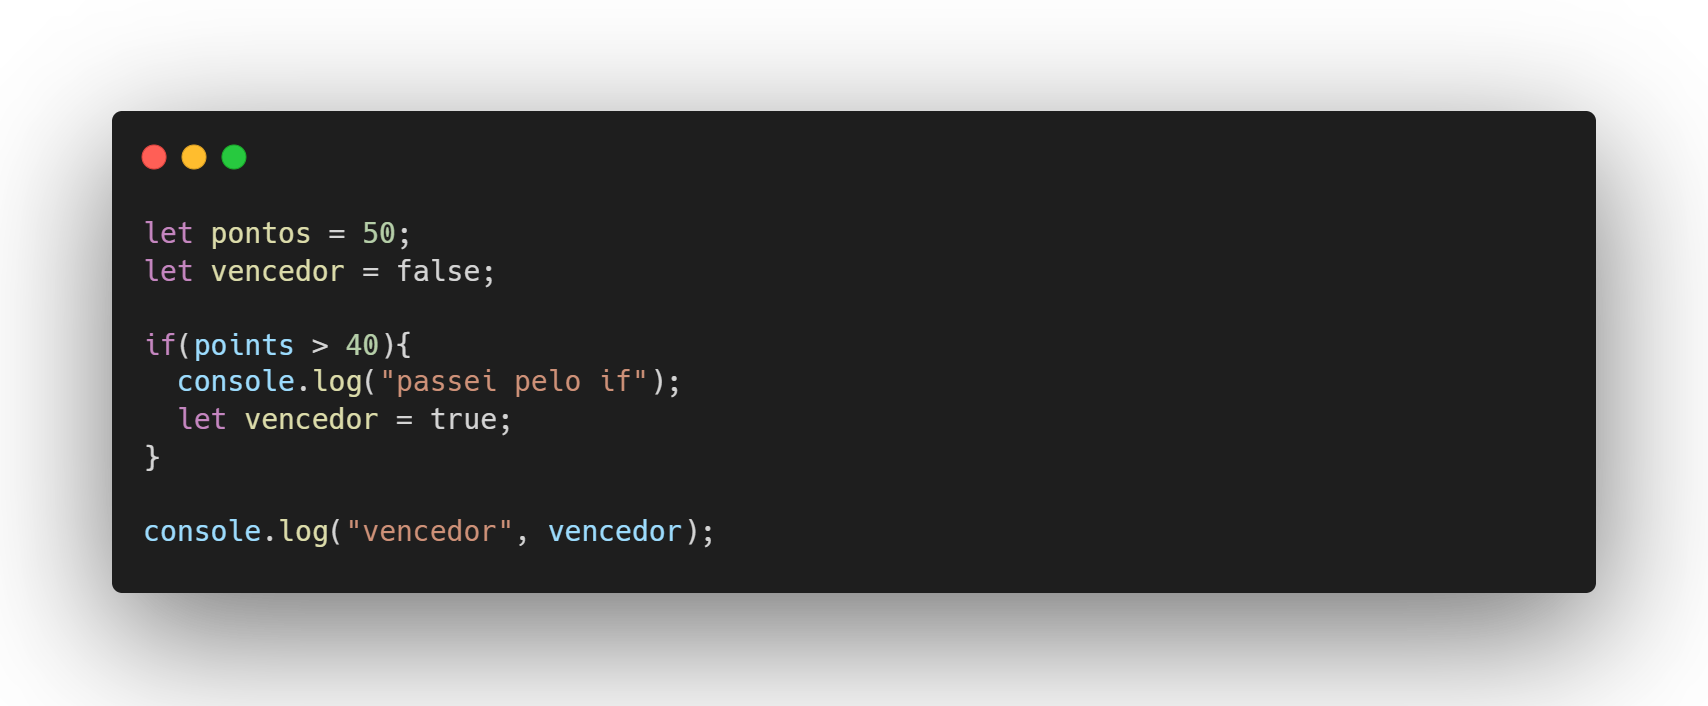 let pontos = 50;
let vencedor = false;
if(points > 40){
  console.log("passei pelo if");
  let vencedor = true;
}
console.log("vencedor", vencedor);